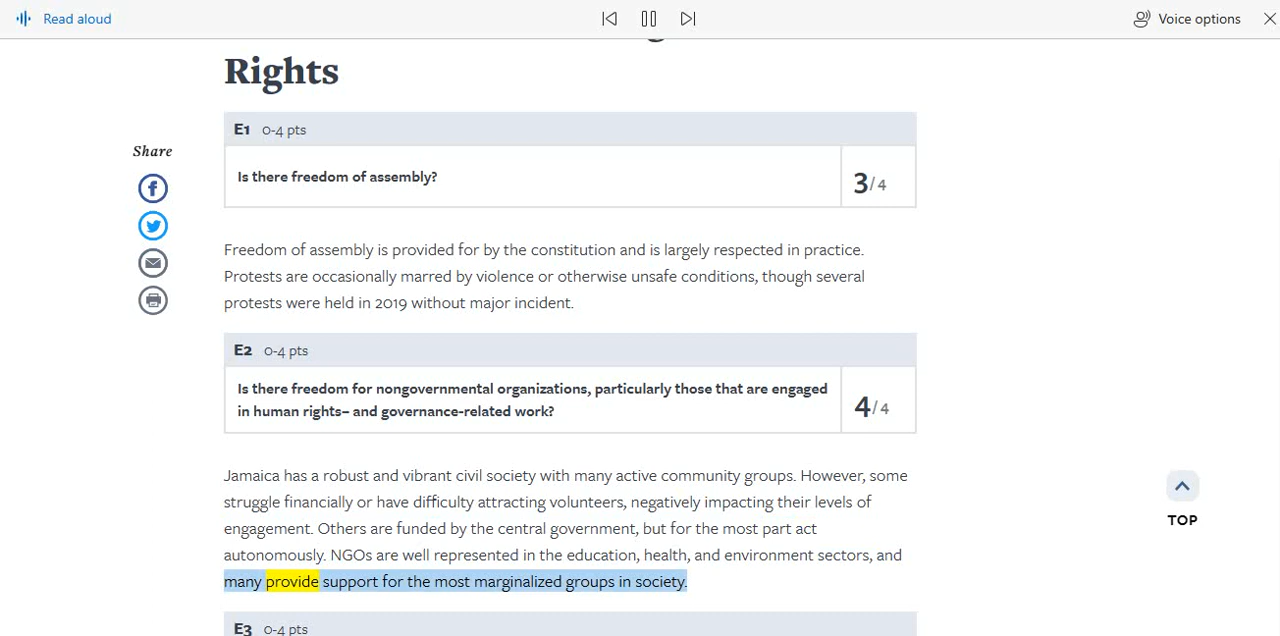 Read aloud
Voice options
Rights
Share
E1 0-4 pts
Is there freedom of assembly?
3/4
Freedom of assembly is provided for by the constitution and is largely respected in practice.
Protests are occasionally marred by violence or otherwise unsafe conditions, though several
protests were held in 2019 without major incident.
E2 0-4 pts
Is there freedom for nongovernmental organizations, particularly those that are engaged
in human rights– and governance-related work?
4/4
Jamaica has a robust and vibrant civil society with many active community groups. However, some
struggle financially or have difficulty attracting volunteers, negatively impacting their levels of
engagement. Others are funded by the central government, but for the most part act
autonomously. NGOs are well represented in the education, health, and environment sectors, and
many provide support for the most marginalized groups in society.
TOP
E3 0-4 pts